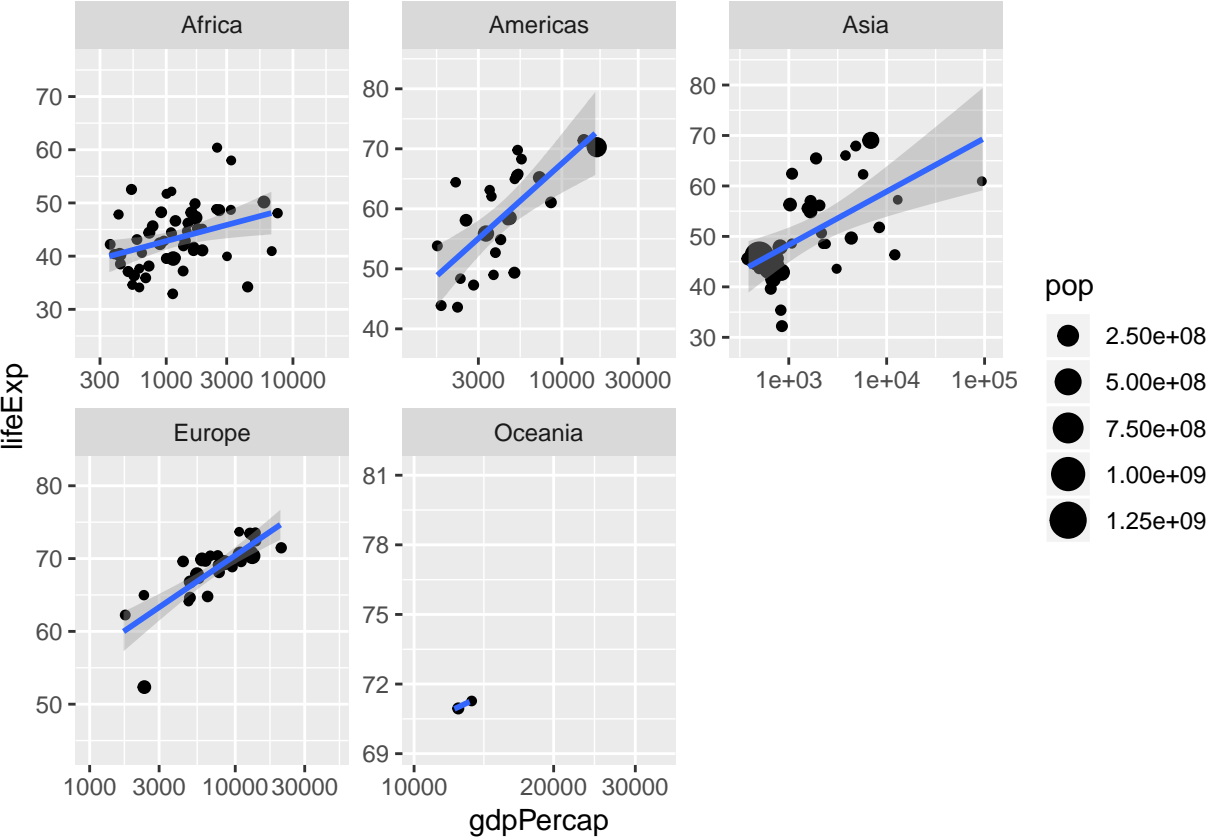 Africa
Americas
Asia
70
60
50
40
30
80
70
60
50
40
80
70
60
50
40
30
300 1000 3000 10000
3000 10000 30000
1e+03 1e+04 1e+05
lifeExp
Europe
Oceania
80
70
60
50
81
78
75
72
69
1000 3000 10000 30000
10000 20000 30000
gdpPercap
pop
2.50e+08
5.00e+08
7.50e+08
1.00e+09
1.25e+09